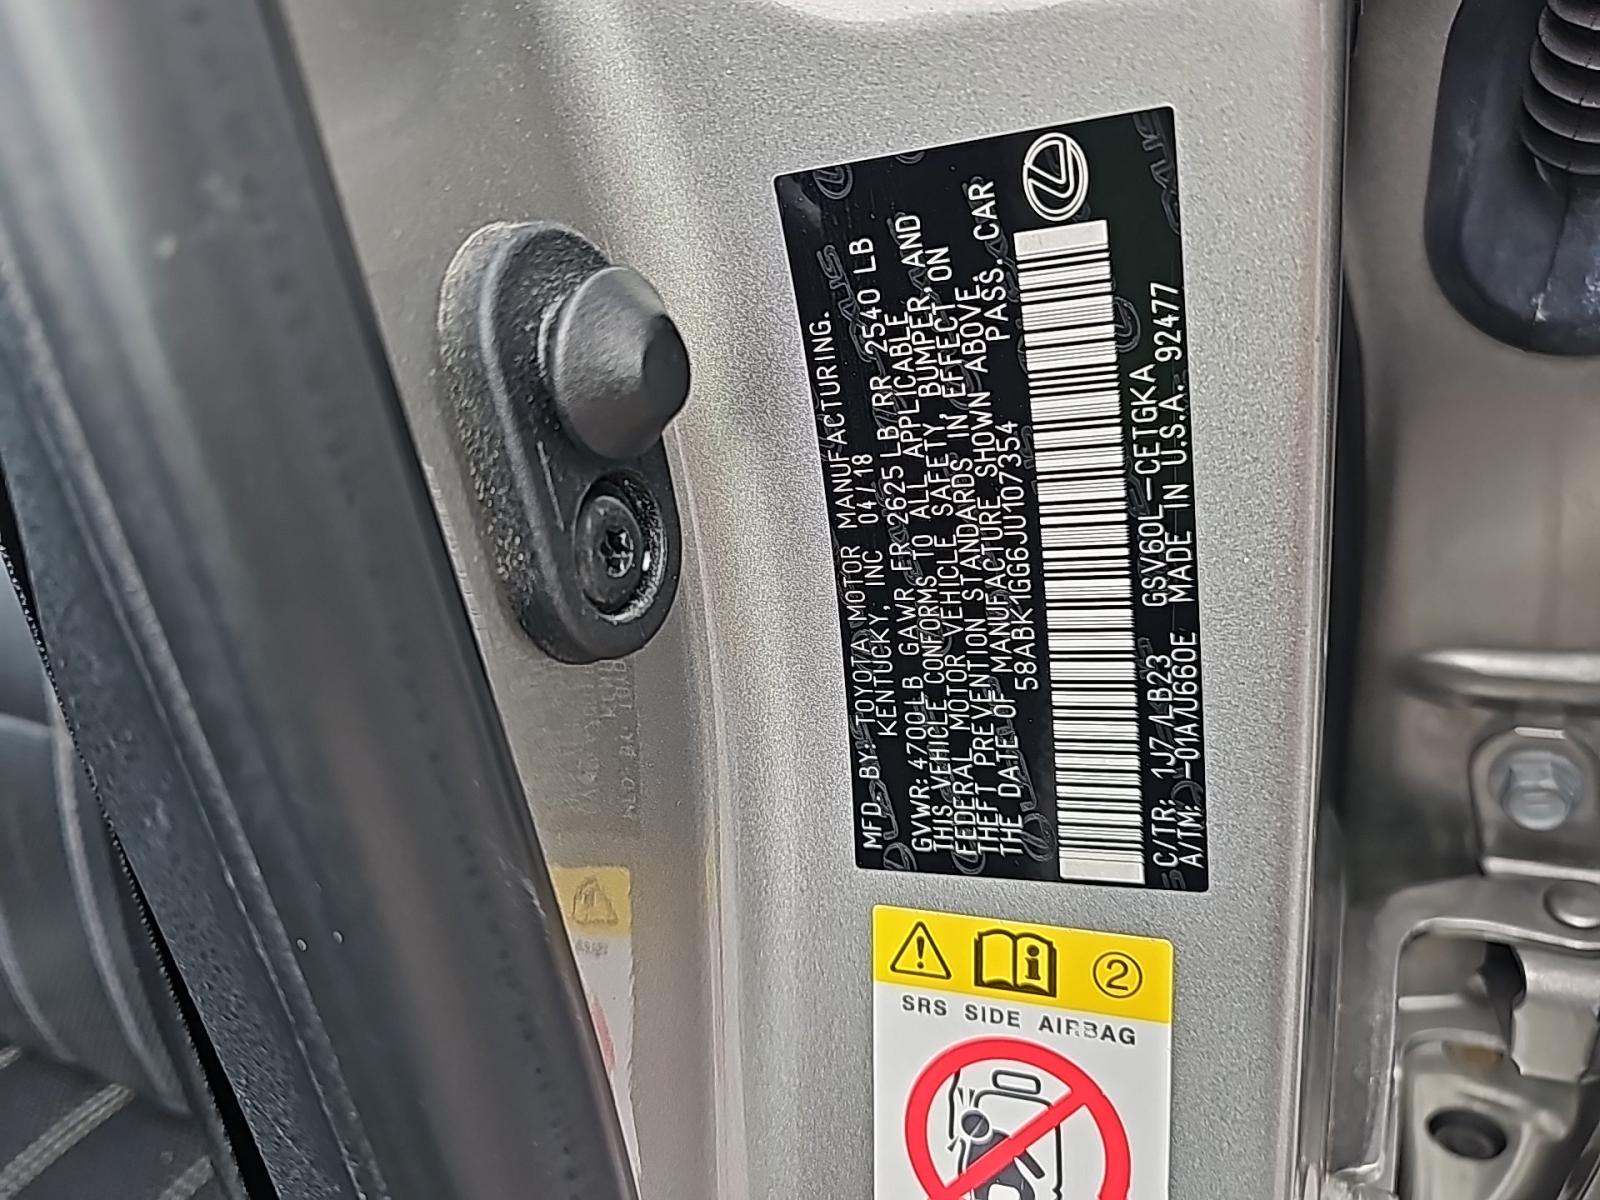 MFD. BY: TOYOTA MOTOR MANUFACTURING.
KENTUCKY, INC 04/18
GVWR: 4700LB GAWR FR 2625 LB RR 2540 LB
THIS VEHICLE CONFORMS TO ALL APPLICABLE
FEDERAL MOTOR VEHICLE SAFETY, BUMPER, AND
THEFT PREVENTION STANDARDS IN EFFECT ON
THE DATE OF MANUFACTURE SHOWN ABOVE.
58ABK1GG6JU107354 PASS. CAR
C/TR: 1J7/LB23 GSV60L-CETGKA
A/TM: -01A/U660E MADE IN U.S.A. 92477
2
SRS SIDE AIRBAG